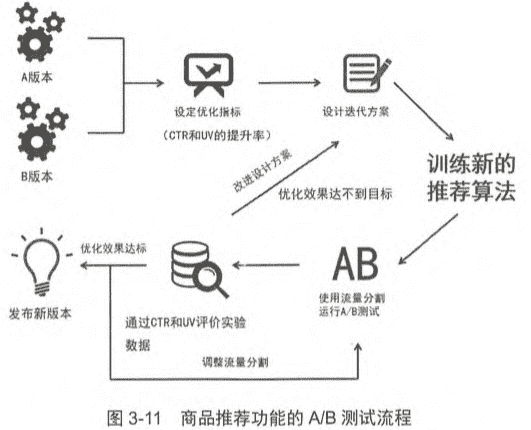 A版本
B版本
设定优化指标
(CTR和UV的提升率)
设计迭代方案
训练新的
推荐算法
改进设计方案
优化效果达不到目标
优化效果达标
发布新版本
通过CTR和UV评价实验
数据
AB
使用流量分割
运行A/B测试
调整流量分割
图 3-11 商品推荐功能的 A/B 测试流程